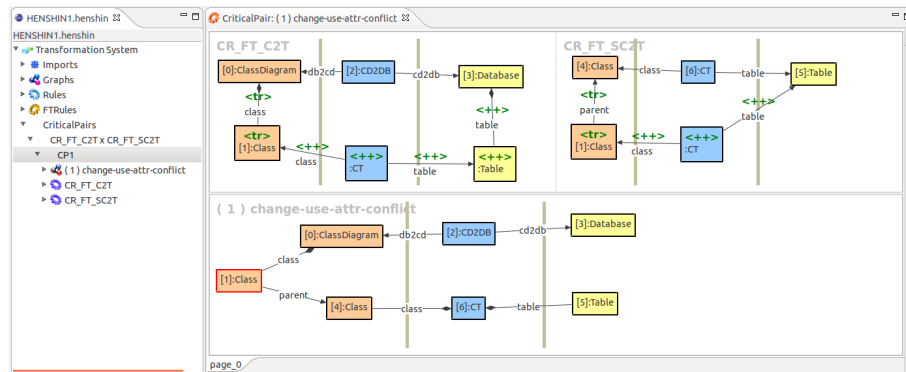 HENSHIN1.henshin
HENSHIN1.henshin
Transformation System
Imports
Graphs
Rules
FTRules
CriticalPairs
CR_FT_C2T x CR_FT_SC2T
CP1
( 1 ) change-use-attr-conflict
CR_FT_C2T
CR_FT_SC2T
CriticalPair: ( 1 ) change-use-attr-conflict
CR_FT_C2T
[0]:ClassDiagram
db2cd
[2]:CD2DB
cd2db
[3]:Database
<tr>
class
<++>
table
<tr>
[1]:Class
<++>
class
<++>
:CT
<++>
table
<++>
:Table
CR_FT_SC2T
[4]:Class
class
[6]:CT
table
[5]:Table
<tr>
parent
<++>
table
<tr>
[1]:Class
<++>
class
<++>
:CT
( 1 ) change-use-attr-conflict
[0]:ClassDiagram
db2cd
[2]:CD2DB
cd2db
[3]:Database
class
[1]:Class
parent
[4]:Class
class
[6]:CT
table
[5]:Table
page_0